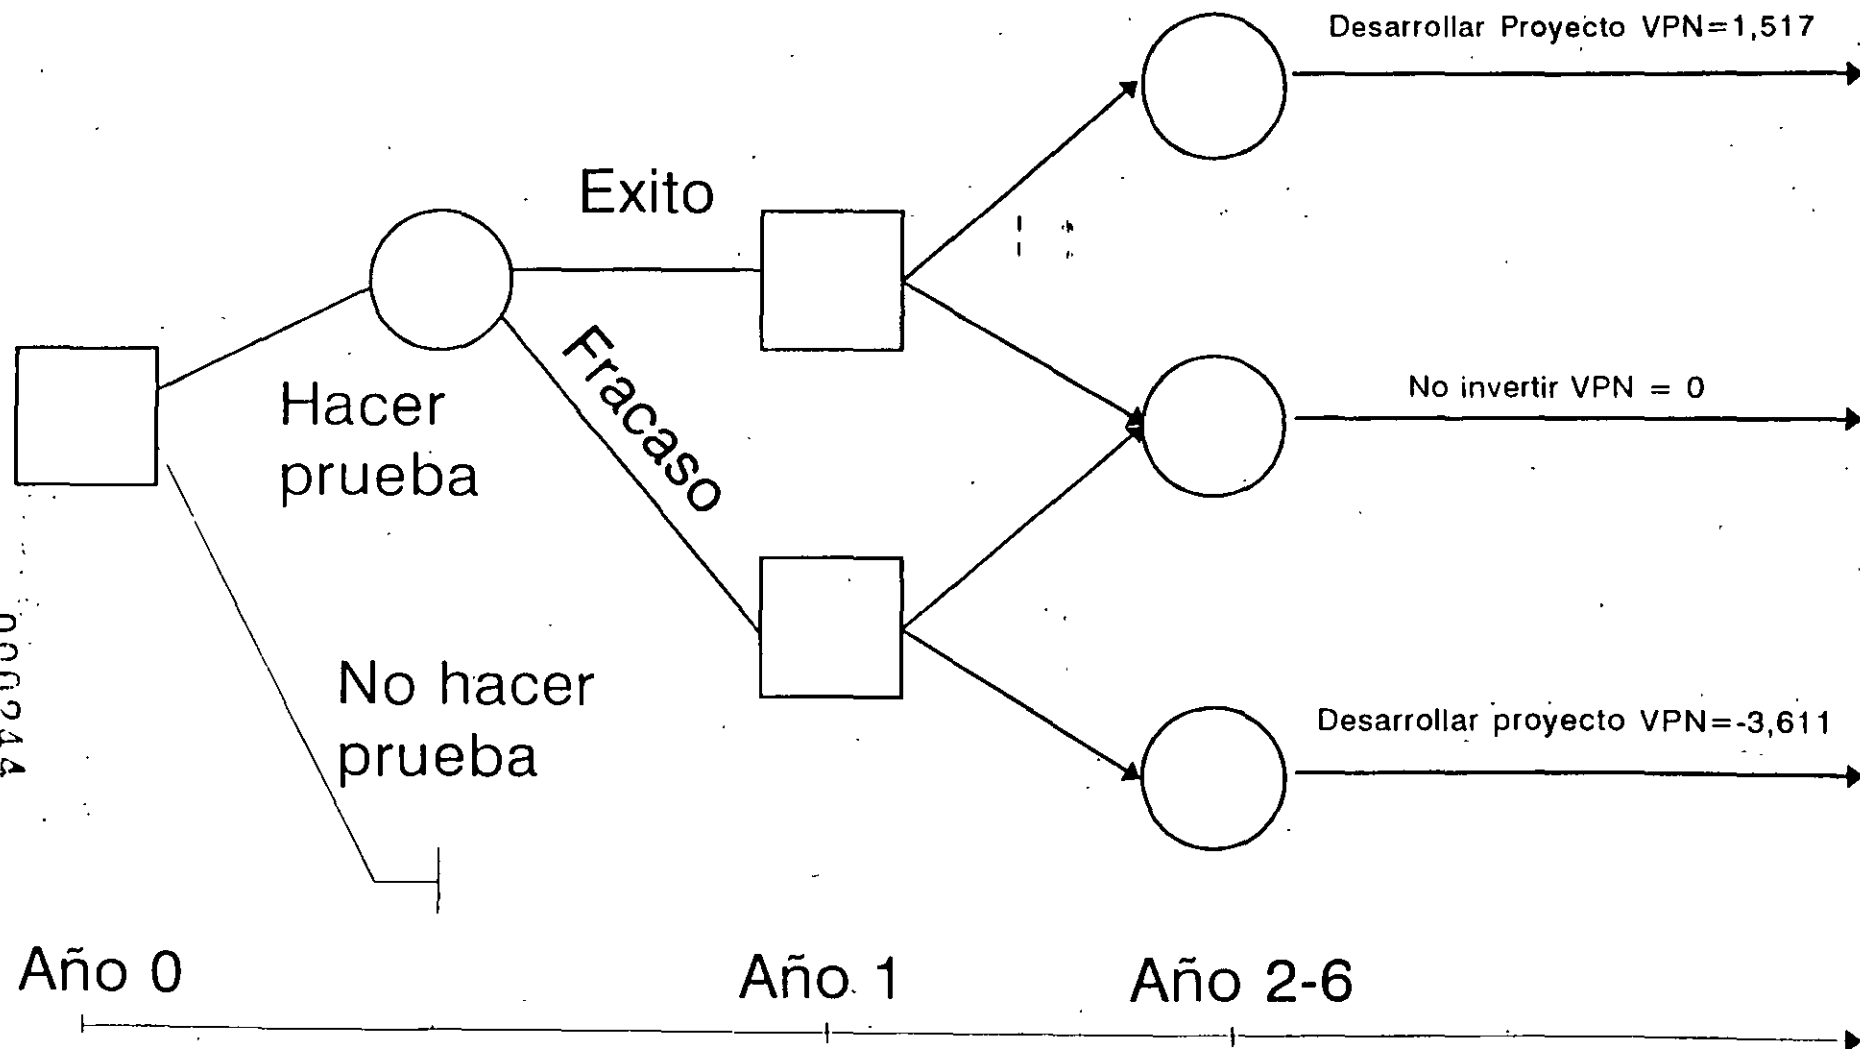 Desarrollar Proyecto VPN=1,517
Exito
Fracaso
Hacer
prueba
No invertir VPN = 0
No hacer
prueba
Desarrollar proyecto VPN=-3,611
000244
Año 0
Año 1
Año 2-6